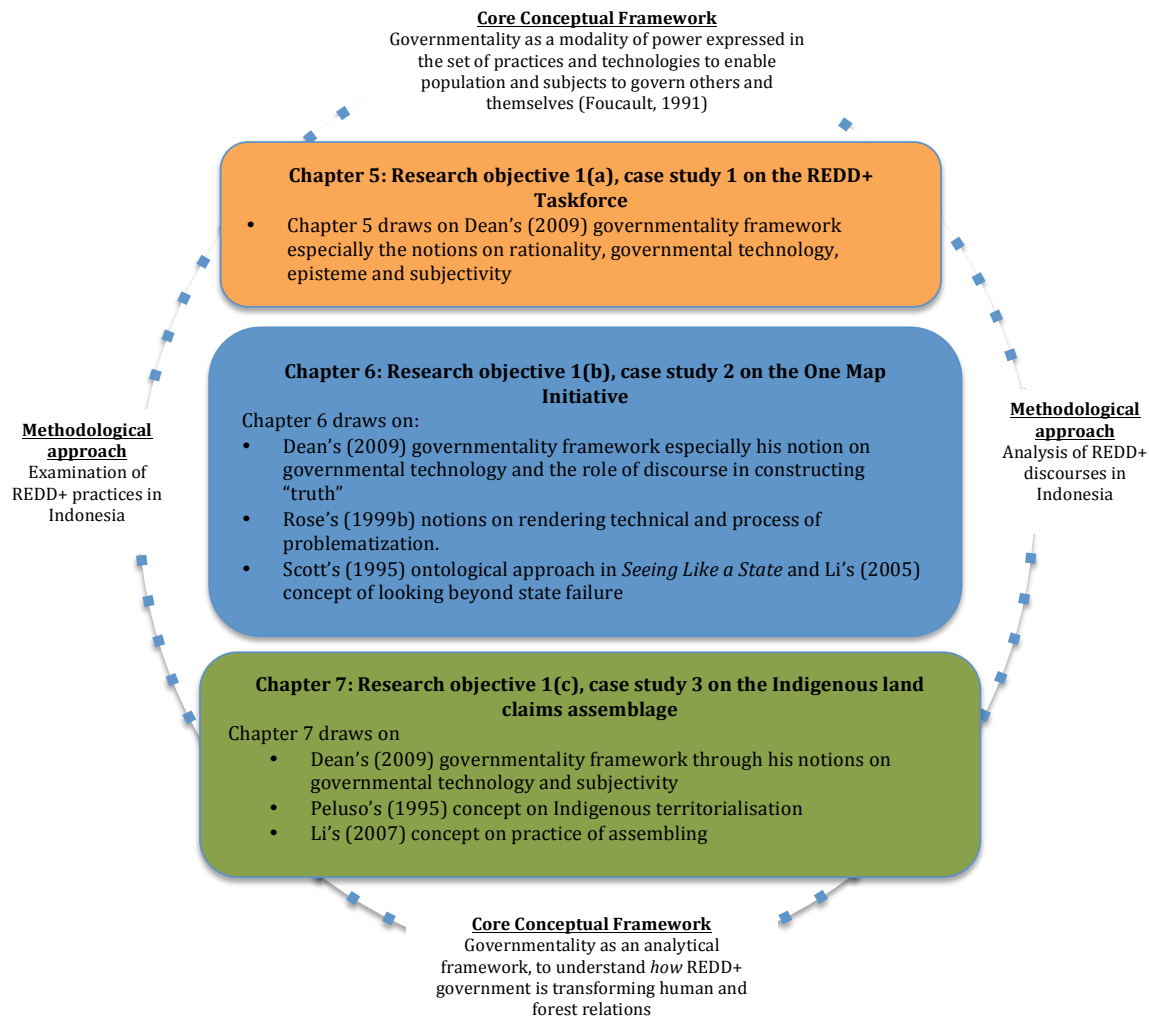 Core Conceptual Framework
Governmentality as a modality of power expressed in
the set of practices and technologies to enable
population and subjects to govern others and
themselves (Foucault, 1991)
Chapter 5: Research objective 1(a), case study 1 on the REDD+
Taskforce
• Chapter 5 draws on Dean’s (2009) governmentality framework
especially the notions on rationality, governmental technology,
episteme and subjectivity
Chapter 6: Research objective 1(b), case study 2 on the One Map
Initiative
Chapter 6 draws on:
• Dean’s (2009) governmentality framework especially his notion on
governmental technology and the role of discourse in constructing
“truth”
• Rose’s (1999b) notions on rendering technical and process of
problematization.
• Scott’s (1995) ontological approach in Seeing Like a State and Li’s (2005)
concept of looking beyond state failure
Methodological
approach
Examination of
REDD+ practices in
Indonesia
Methodological
approach
Analysis of REDD+
discourses in
Indonesia
Chapter 7: Research objective 1(c), case study 3 on the Indigenous land
claims assemblage
Chapter 7 draws on
• Dean’s (2009) governmentality framework through his notions on
governmental technology and subjectivity
• Peluso’s (1995) concept on Indigenous territorialisation
• Li’s (2007) concept on practice of assembling
Core Conceptual Framework
Governmentality as an analytical
framework, to understand how REDD+
government is transforming human and
forest relations